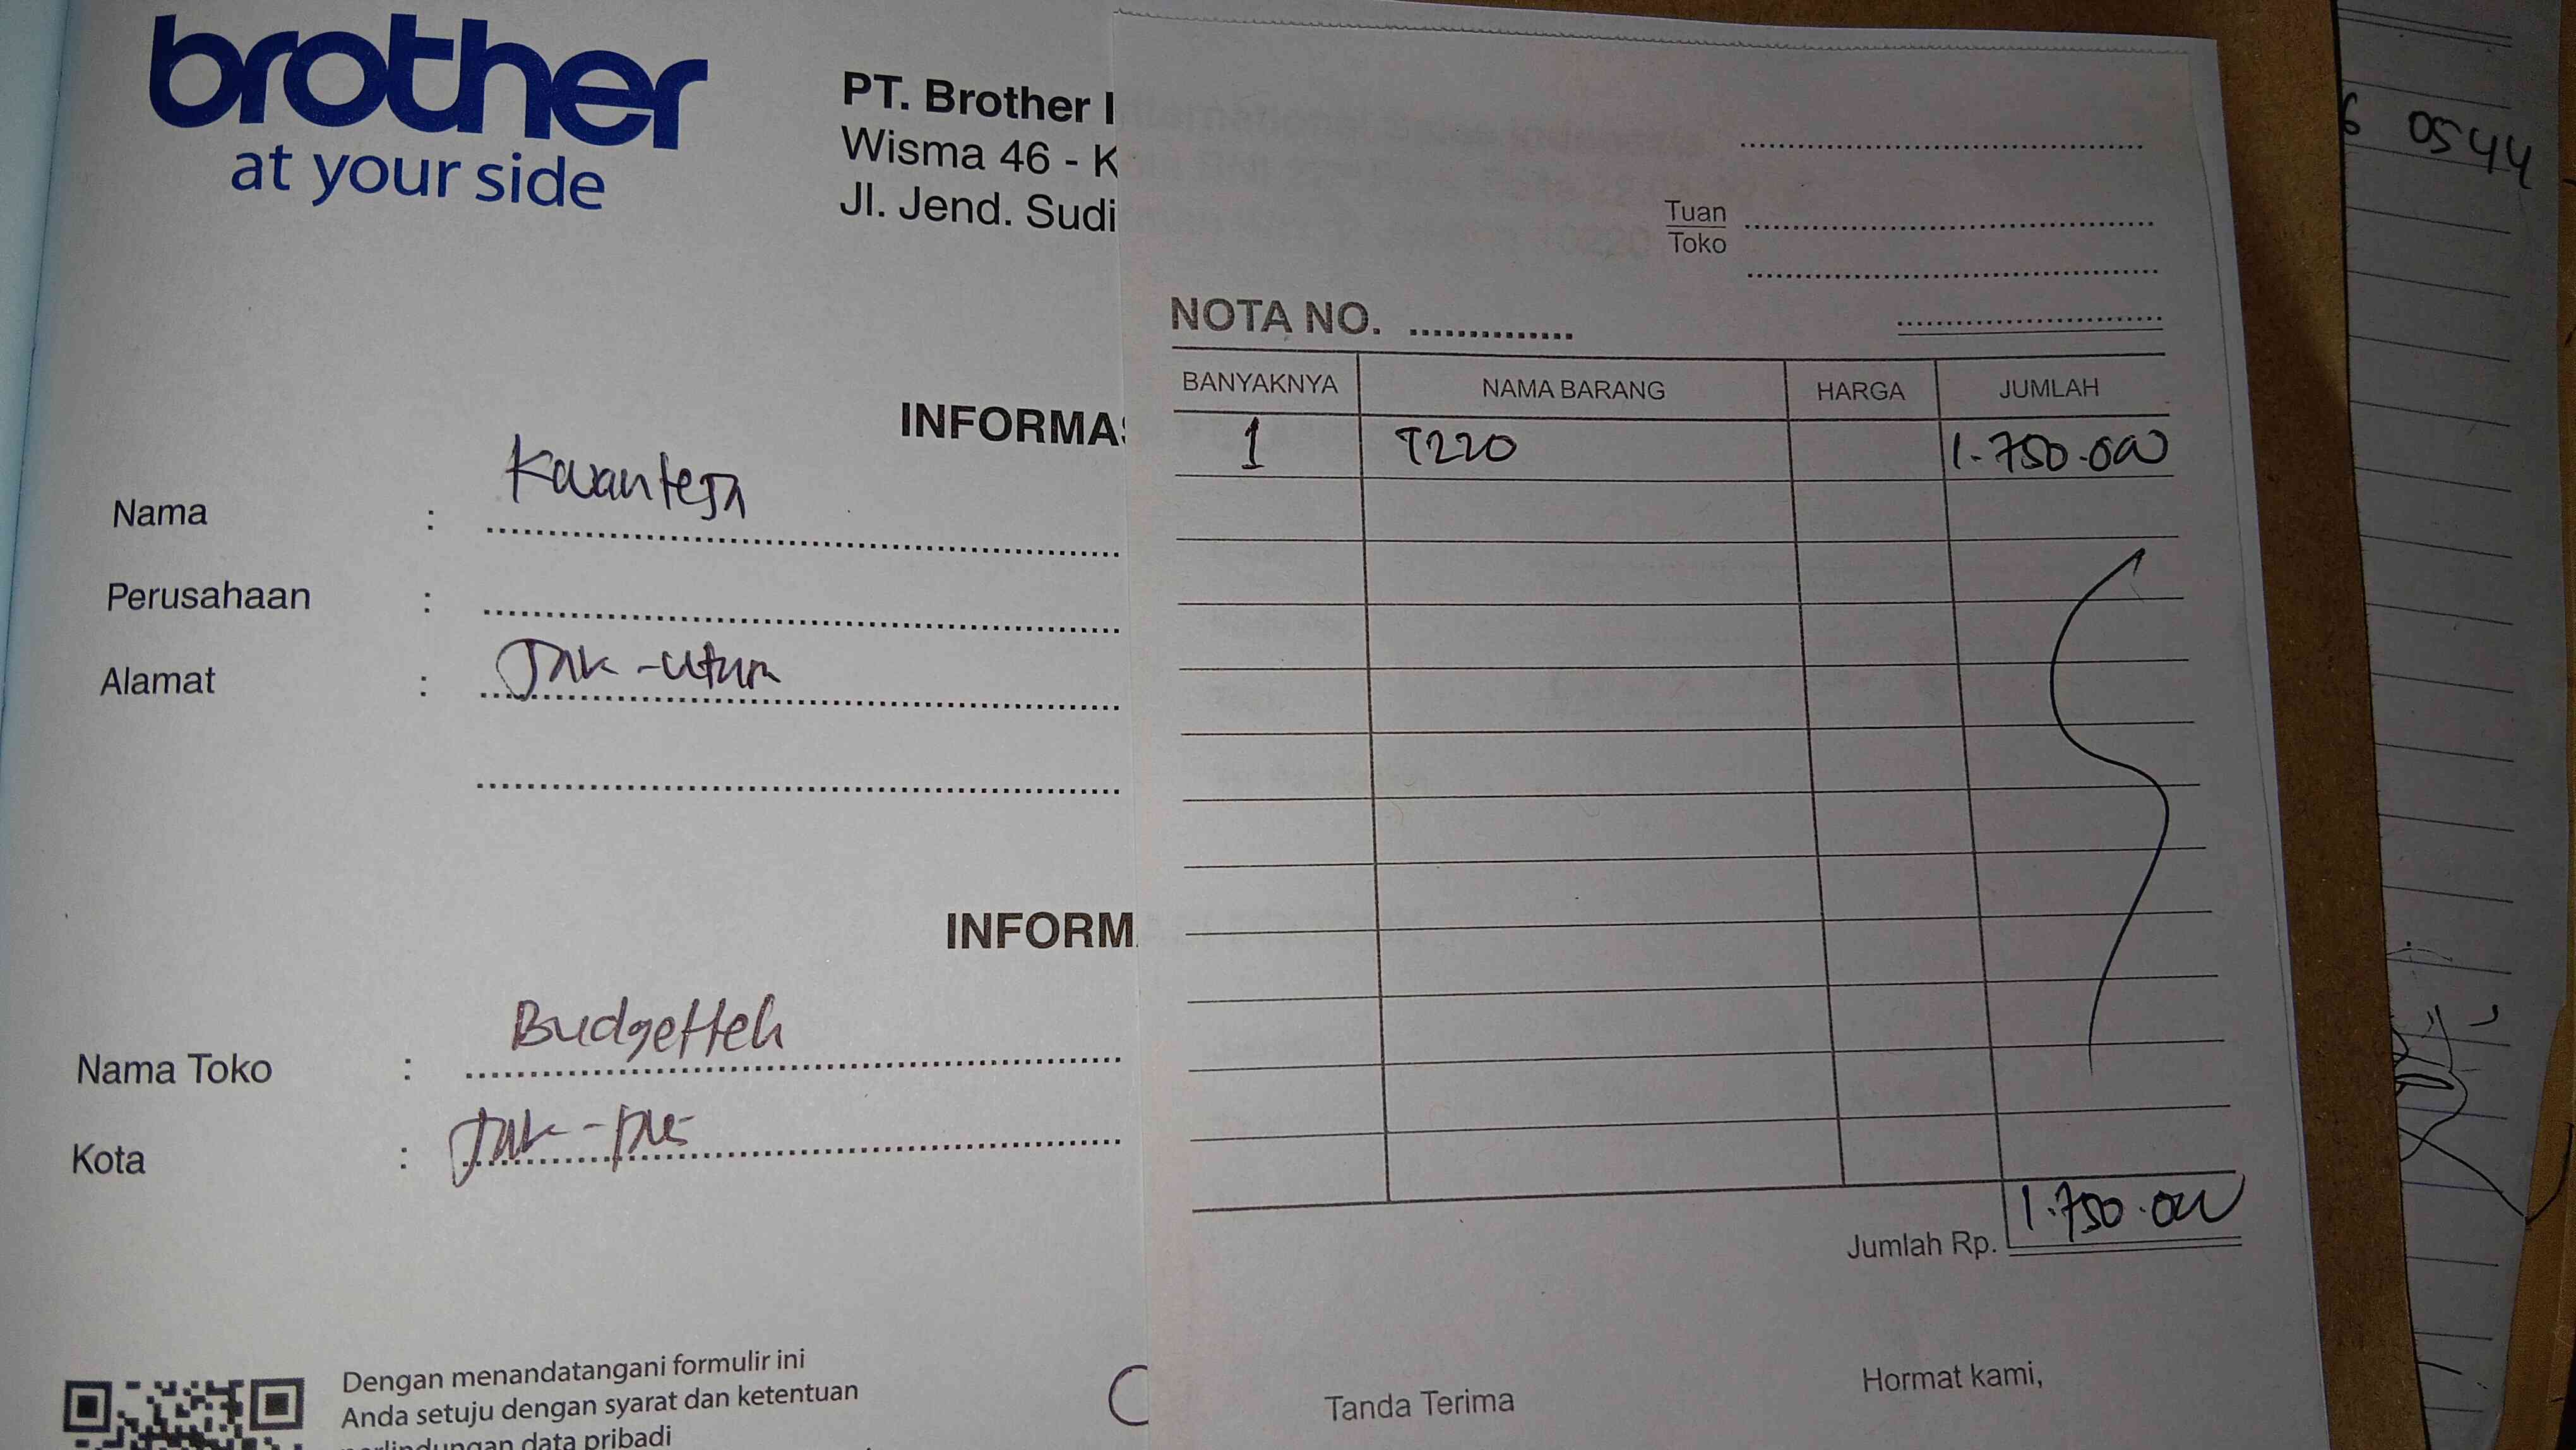 brother
at your side
PT. Brother I
Wisma 46 - K
Jl. Jend. Sudi
INFORMAS
Nama :
Perusahaan :
Alamat : Jak-utara
INFORM
Nama Toko : Budgettech
Kota : Jak-pus
Dengan menandatangani formulir ini
Anda setuju dengan syarat dan ketentuan
perlindungan data pribadi
Tuan
Toko
NOTA NO.
BANYAKNYA NAMA BARANG HARGA JUMLAH
1 T220 1.750.000
Jumlah Rp. 1.750.000
Tanda Terima Hormat kami,
6 0544